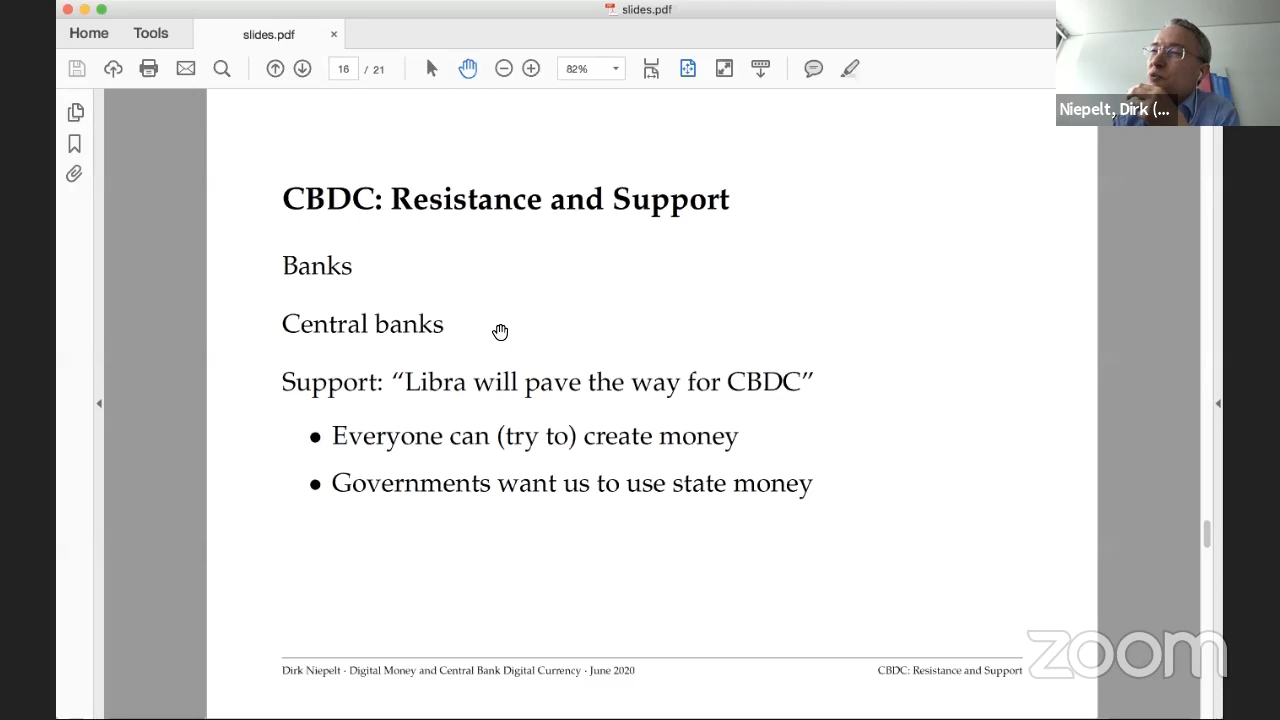 slides.pdf
Home Tools slides.pdf ×
16 / 21 82%
Niepelt, Dirk (...
CBDC: Resistance and Support
Banks
Central banks
Support: “Libra will pave the way for CBDC”
• Everyone can (try to) create money
• Governments want us to use state money
Dirk Niepelt · Digital Money and Central Bank Digital Currency · June 2020 CBDC: Resistance and Support
zoom